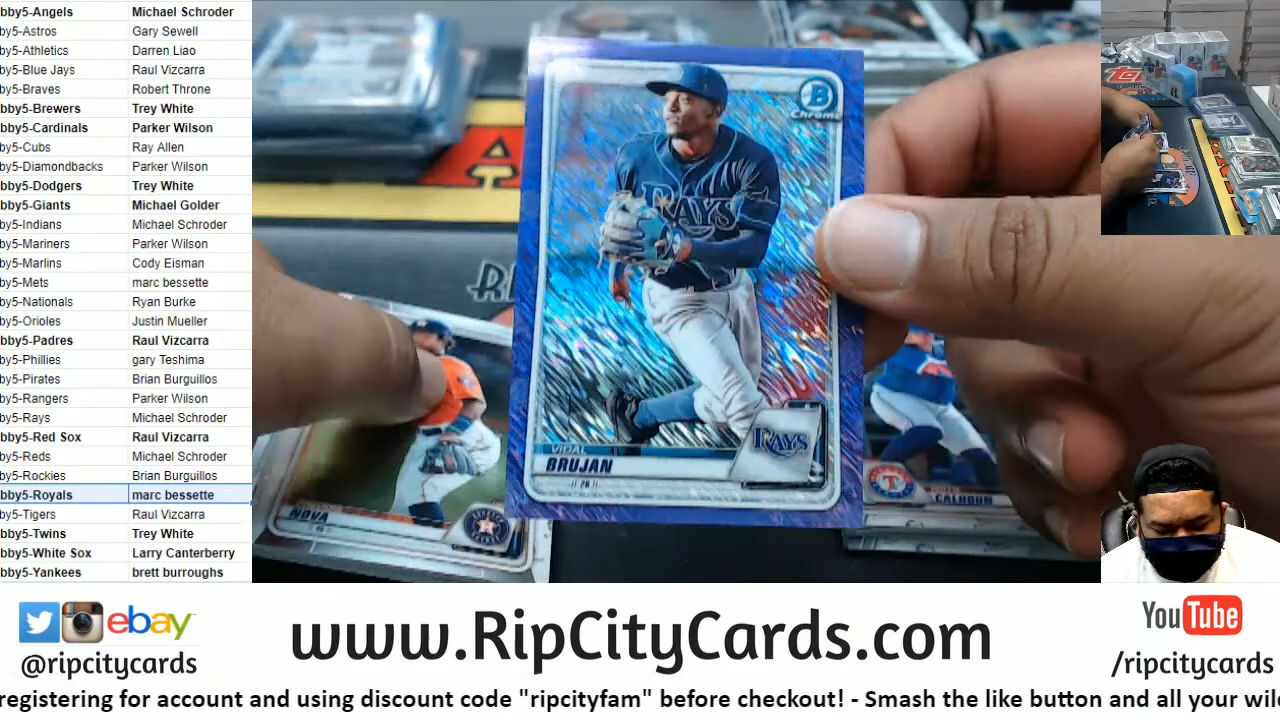 bby5-Angels Michael Schroder
by5-Astros Gary Sewell
by5-Athletics Darren Liao
by5-Blue Jays Raul Vizcarra
by5-Braves Robert Throne
bby5-Brewers Trey White
bby5-Cardinals Parker Wilson
by5-Cubs Ray Allen
by5-Diamondbacks Parker Wilson
bby5-Dodgers Trey White
bby5-Giants Michael Golder
by5-Indians Michael Schroder
by5-Mariners Parker Wilson
by5-Marlins Cody Eisman
by5-Mets marc bessette
by5-Nationals Ryan Burke
by5-Orioles Justin Mueller
bby5-Padres Raul Vizcarra
by5-Phillies gary Teshima
by5-Pirates Brian Burguillos
by5-Rangers Parker Wilson
by5-Rays Michael Schroder
bby5-Red Sox Raul Vizcarra
by5-Reds Michael Schroder
by5-Rockies Brian Burguillos
bby5-Royals marc bessette
by5-Tigers Raul Vizcarra
bby5-Twins Trey White
bby5-White Sox Larry Canterberry
bby5-Yankees brett burroughs
B
Chrome
RAYS
RAYS
VIDAL
BRUJAN
2B
NOVA
CALHOUN
ebay
@ripcitycards
www.RipCityCards.com
YouTube
/ripcitycards
registering for account and using discount code "ripcityfam" before checkout! - Smash the like button and all your wil